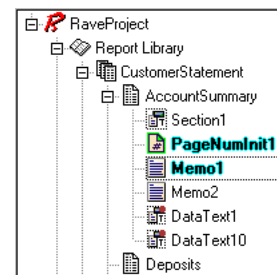 RaveProject
Report Library
CustomerStatement
AccountSummary
Section1
PageNumInit1
Memo1
Memo2
DataText1
DataText10
Deposits